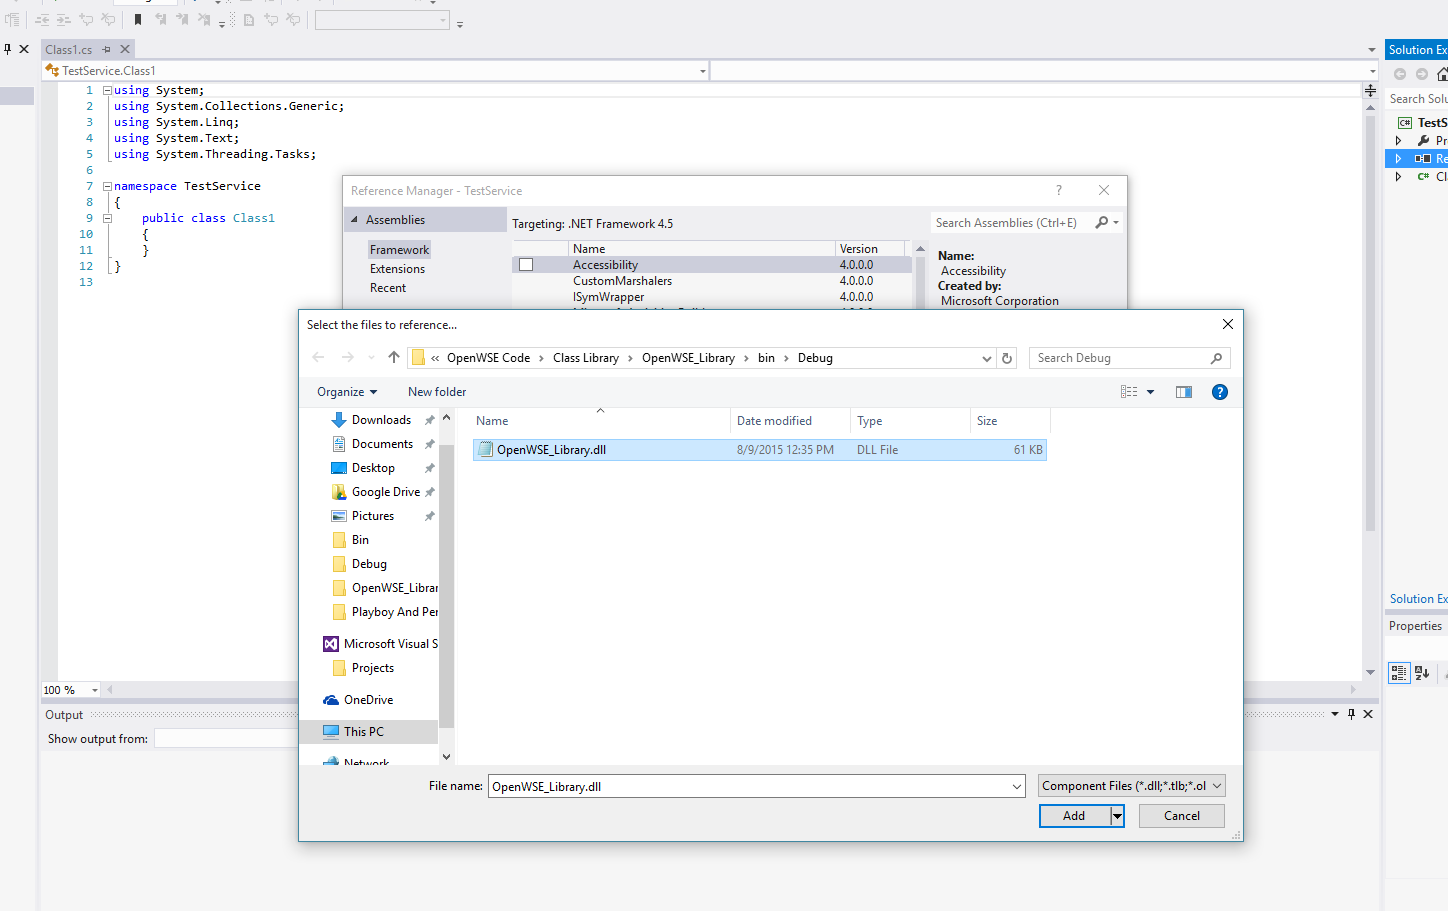 Class1.cs
Solution Ex
TestService.Class1
Search Solu
1 using System;
2 using System.Collections.Generic;
3 using System.Linq;
4 using System.Text;
5 using System.Threading.Tasks;
6
7 namespace TestService
8 {
9 public class Class1
10 {
11 }
12 }
13
C# TestS
Pr
Re
C# Cl
Reference Manager - TestService ?
Assemblies
Framework
Extensions
Recent
Targeting: .NET Framework 4.5
Search Assemblies (Ctrl+E)
Name Version
Accessibility 4.0.0.0
CustomMarshalers 4.0.0.0
ISymWrapper 4.0.0.0
Name:
Accessibility
Created by:
Microsoft Corporation
Select the files to reference...
« OpenWSE Code › Class Library › OpenWSE_Library › bin › Debug
Search Debug
Organize New folder ?
Downloads
Documents
Desktop
Google Drive
Pictures
Bin
Debug
OpenWSE_Librar
Playboy And Per
Microsoft Visual S
Projects
OneDrive
This PC
Network
Name Date modified Type Size
OpenWSE_Library.dll 8/9/2015 12:35 PM DLL File 61 KB
File name: OpenWSE_Library.dll
Component Files (*.dll;*.tlb;*.ol
Add Cancel
Solution Ex
Properties
100 %
Output
Show output from: